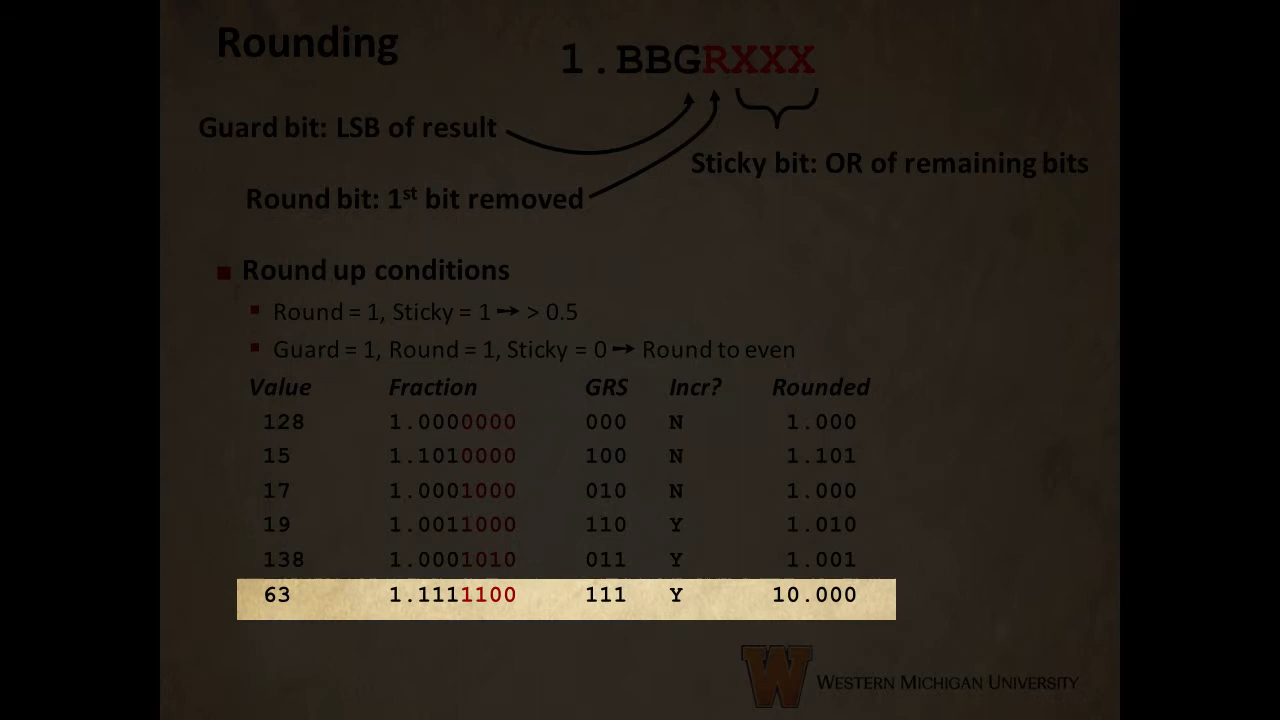 Rounding
1.BBGRXXX
Guard bit: LSB of result
Sticky bit: OR of remaining bits
Round bit: 1st bit removed
Round up conditions
Round = 1, Sticky = 1 ➙ > 0.5
Guard = 1, Round = 1, Sticky = 0 ➙ Round to even
Value Fraction GRS Incr? Rounded
128 1.0000000 000 N 1.000
15 1.1010000 100 N 1.101
17 1.0001000 010 N 1.000
19 1.0011000 110 Y 1.010
138 1.0001010 011 Y 1.001
63 1.1111100 111 Y 10.000
W WESTERN MICHIGAN UNIVERSITY